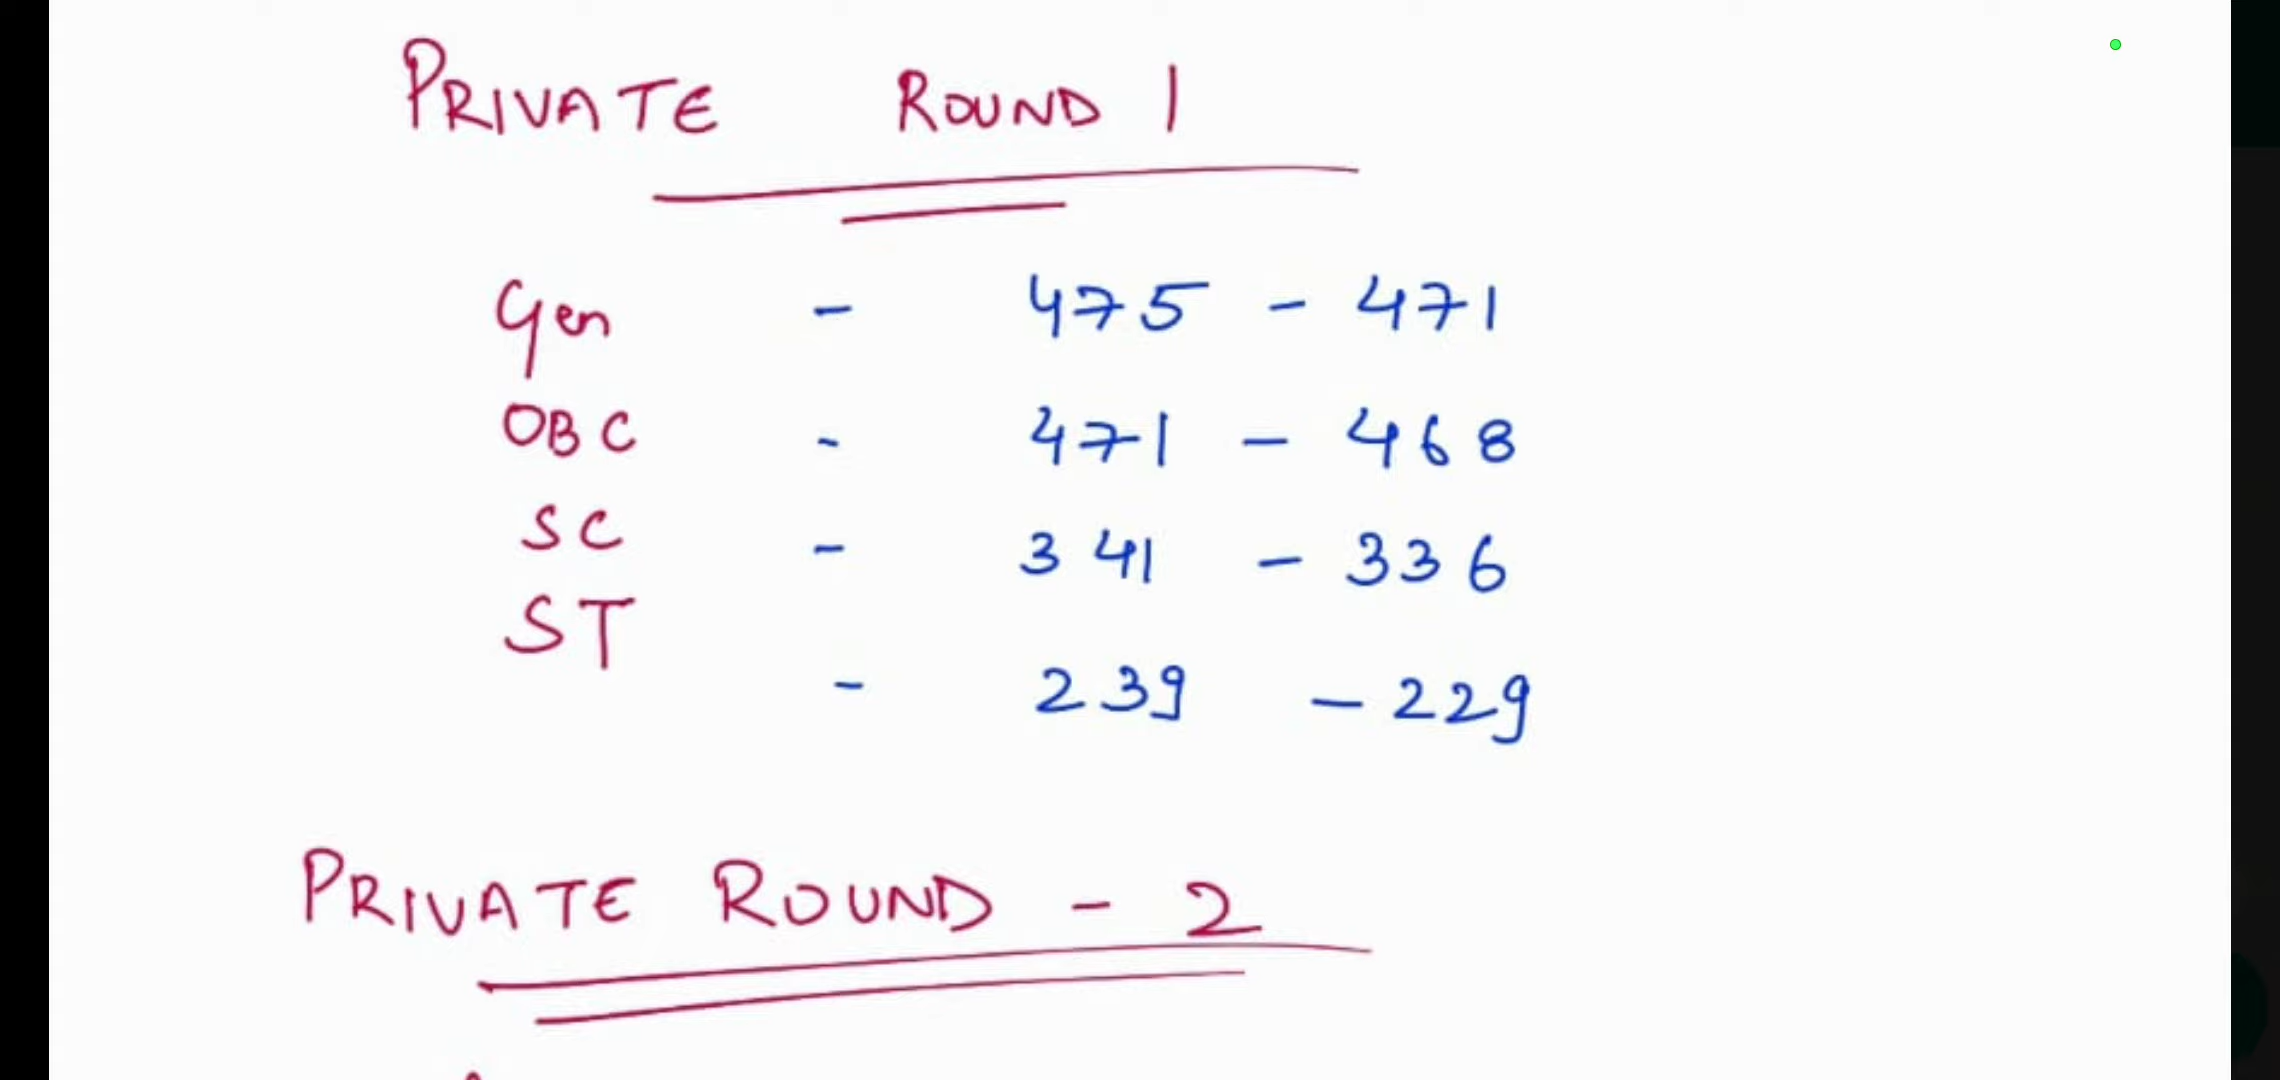 PRIVATE ROUND 1
Gen - 475 - 471
OBC - 471 - 468
SC - 341 - 336
ST - 239 - 229
PRIVATE ROUND - 2